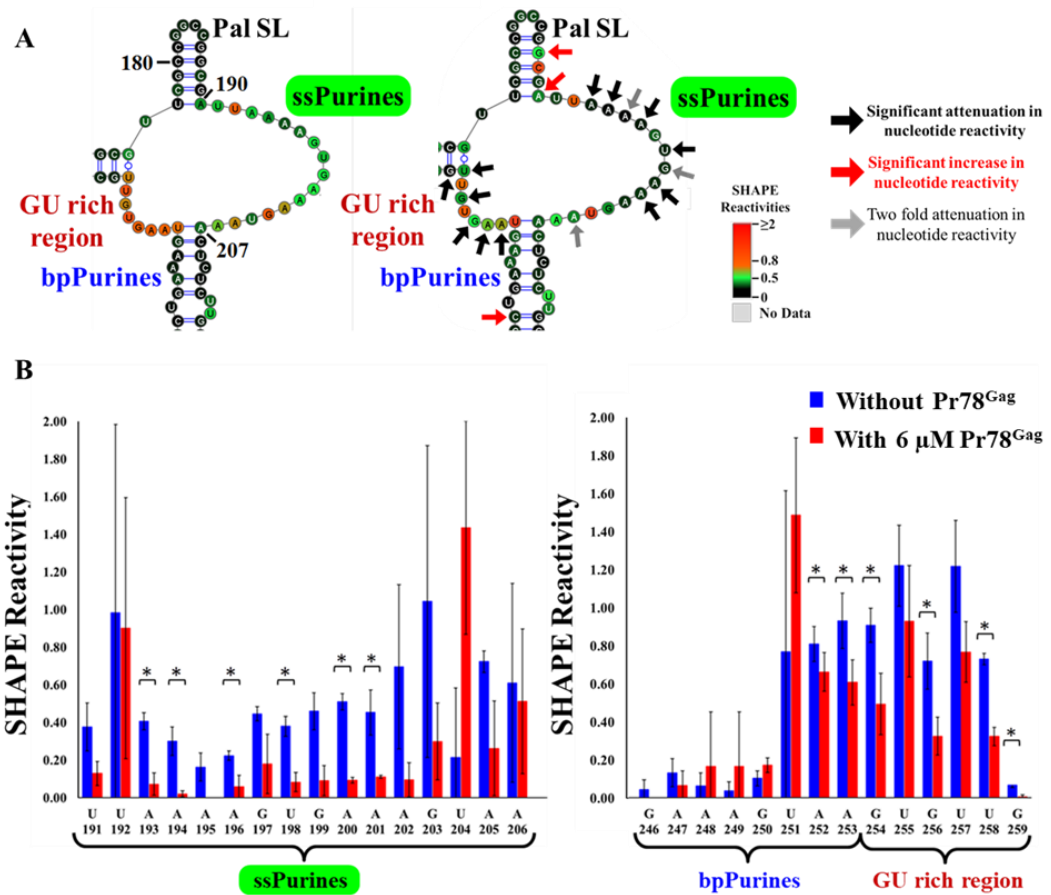 A
Pal SL
180
190
ssPurines
GU rich
region
207
bpPurines
Pal SL
ssPurines
GU rich
region
bpPurines
Significant attenuation in
nucleotide reactivity
Significant increase in
nucleotide reactivity
Two fold attenuation in
nucleotide reactivity
SHAPE
Reactivities
≥2
0.8
0.5
0
No Data
B
Without Pr78Gag
With 6 µM Pr78Gag
SHAPE Reactivity
2.00
1.80
1.60
1.40
1.20
1.00
0.80
0.60
0.40
0.20
0.00
* * * * * *
U U A A A A G U G A A A G U A A
191 192 193 194 195 196 197 198 199 200 201 202 203 204 205 206
ssPurines
SHAPE Reactivity
2.00
1.80
1.60
1.40
1.20
1.00
0.80
0.60
0.40
0.20
0.00
* * * * * *
G A A A G U A A G U G U U G
246 247 248 249 250 251 252 253 254 255 256 257 258 259
bpPurines GU rich region